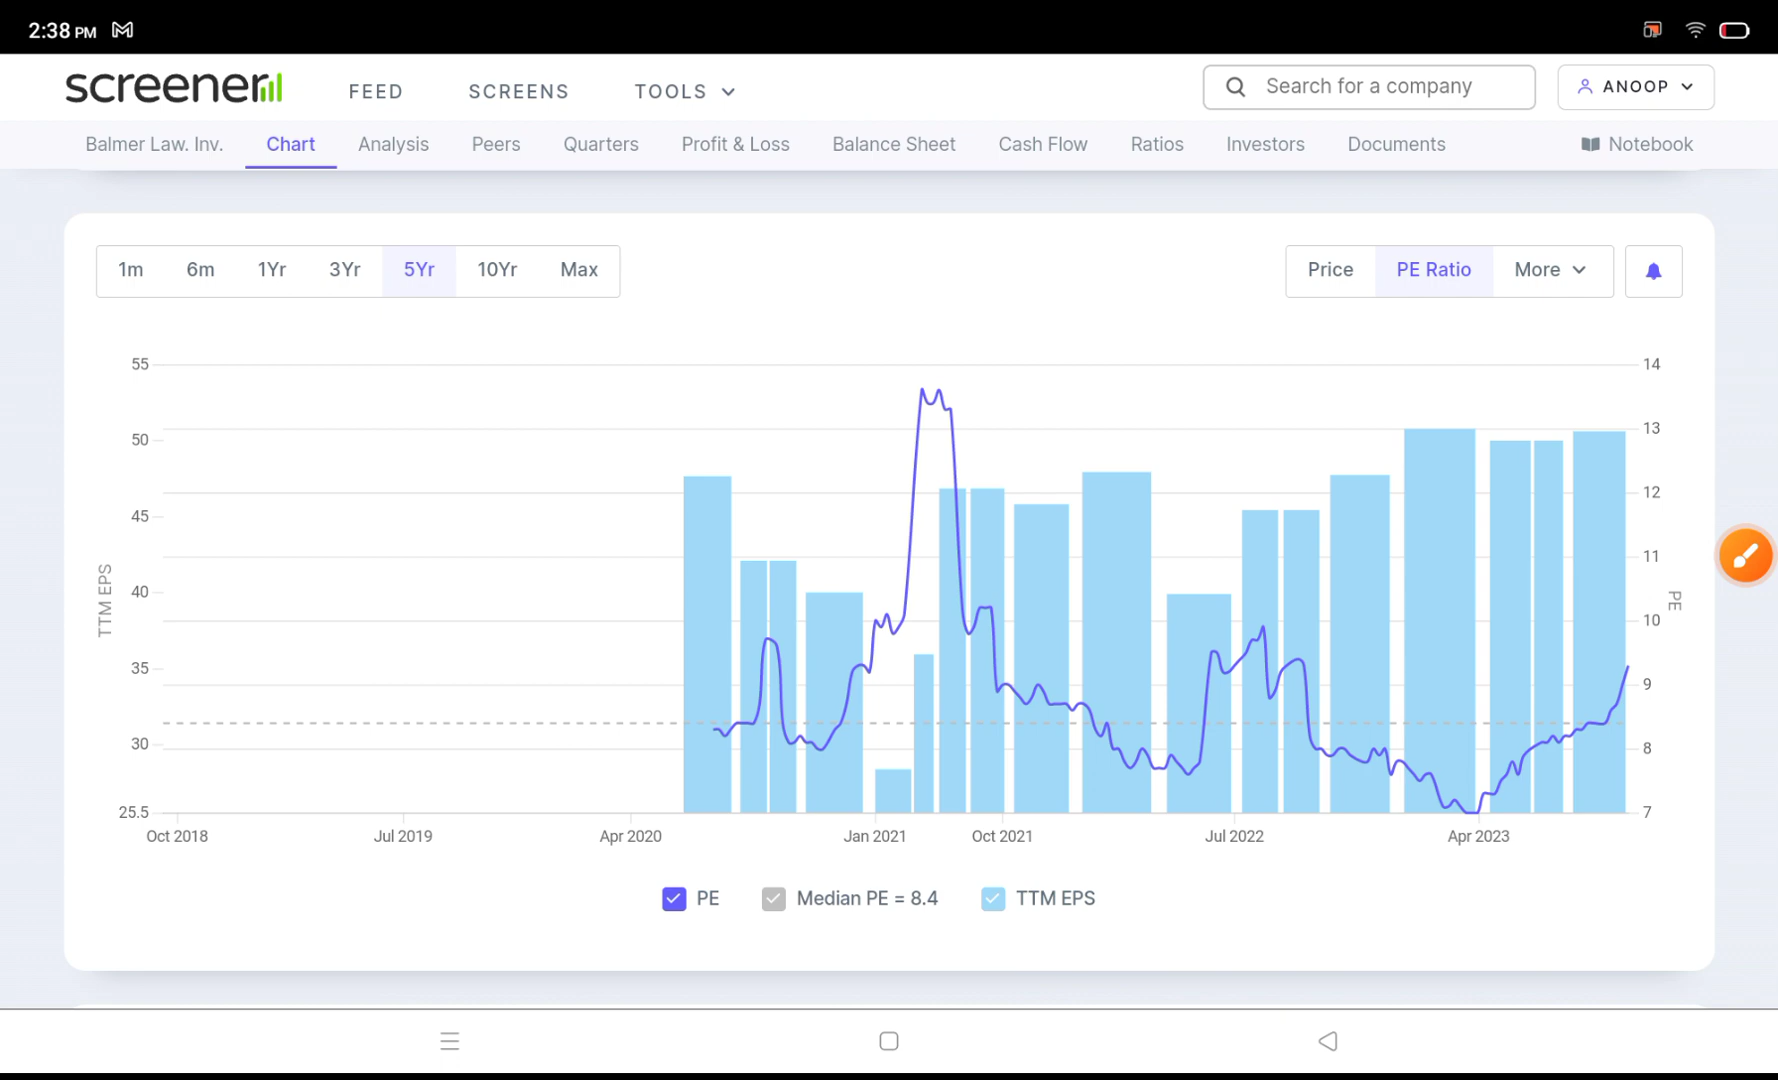 2:38 PM
screener
FEED
SCREENS
TOOLS
Search for a company
ANOOP
Balmer Law. Inv.
Chart
Analysis
Peers
Quarters
Profit & Loss
Balance Sheet
Cash Flow
Ratios
Investors
Documents
Notebook
1m
6m
1Yr
3Yr
5Yr
10Yr
Max
Price
PE Ratio
More
55
50
45
40
35
30
25.5
TTM EPS
14
13
12
11
10
9
8
7
PE
Oct 2018
Jul 2019
Apr 2020
Jan 2021
Oct 2021
Jul 2022
Apr 2023
PE
Median PE = 8.4
TTM EPS